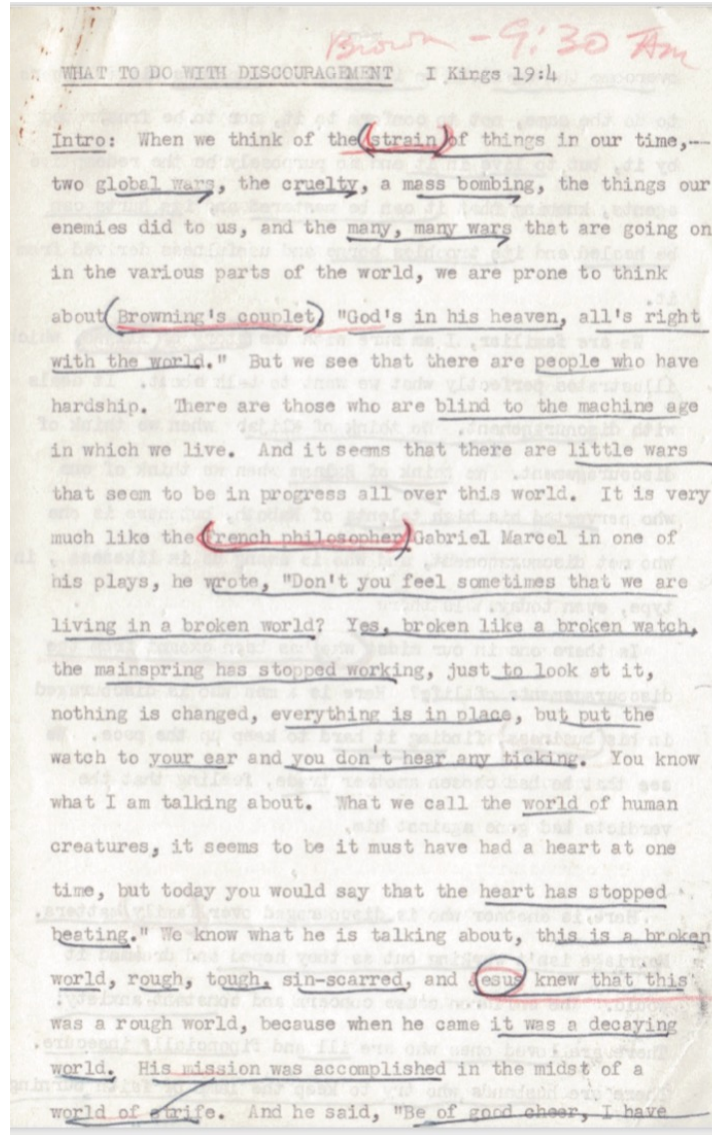 Brown - 9:30 Am
WHAT TO DO WITH DISCOURAGEMENT I Kings 19:4
Intro: When we think of the (strain) of things in our time,--
two global wars, the cruelty, a mass bombing, the things our
enemies did to us, and the many, many wars that are going on
in the various parts of the world, we are prone to think
about (Browning's couplet) "God's in his heaven, all's right
with the world." But we see that there are people who have
hardship. There are those who are blind to the machine age
in which we live. And it seems that there are little wars
that seem to be in progress all over this world. It is very
much like the (French philosopher) Gabriel Marcel in one of
his plays, he wrote, "Don't you feel sometimes that we are
living in a broken world? Yes, broken like a broken watch,
the mainspring has stopped working, just to look at it,
nothing is changed, everything is in place, but put the
watch to your ear and you don't hear any ticking. You know
what I am talking about. What we call the world of human
creatures, it seems to be it must have had a heart at one
time, but today you would say that the heart has stopped
beating." We know what he is talking about, this is a broken
world, rough, tough, sin-scarred, and Jesus knew that this
was a rough world, because when he came it was a decaying
world. His mission was accomplished in the midst of a
world of strife. And he said, "Be of good cheer, I have